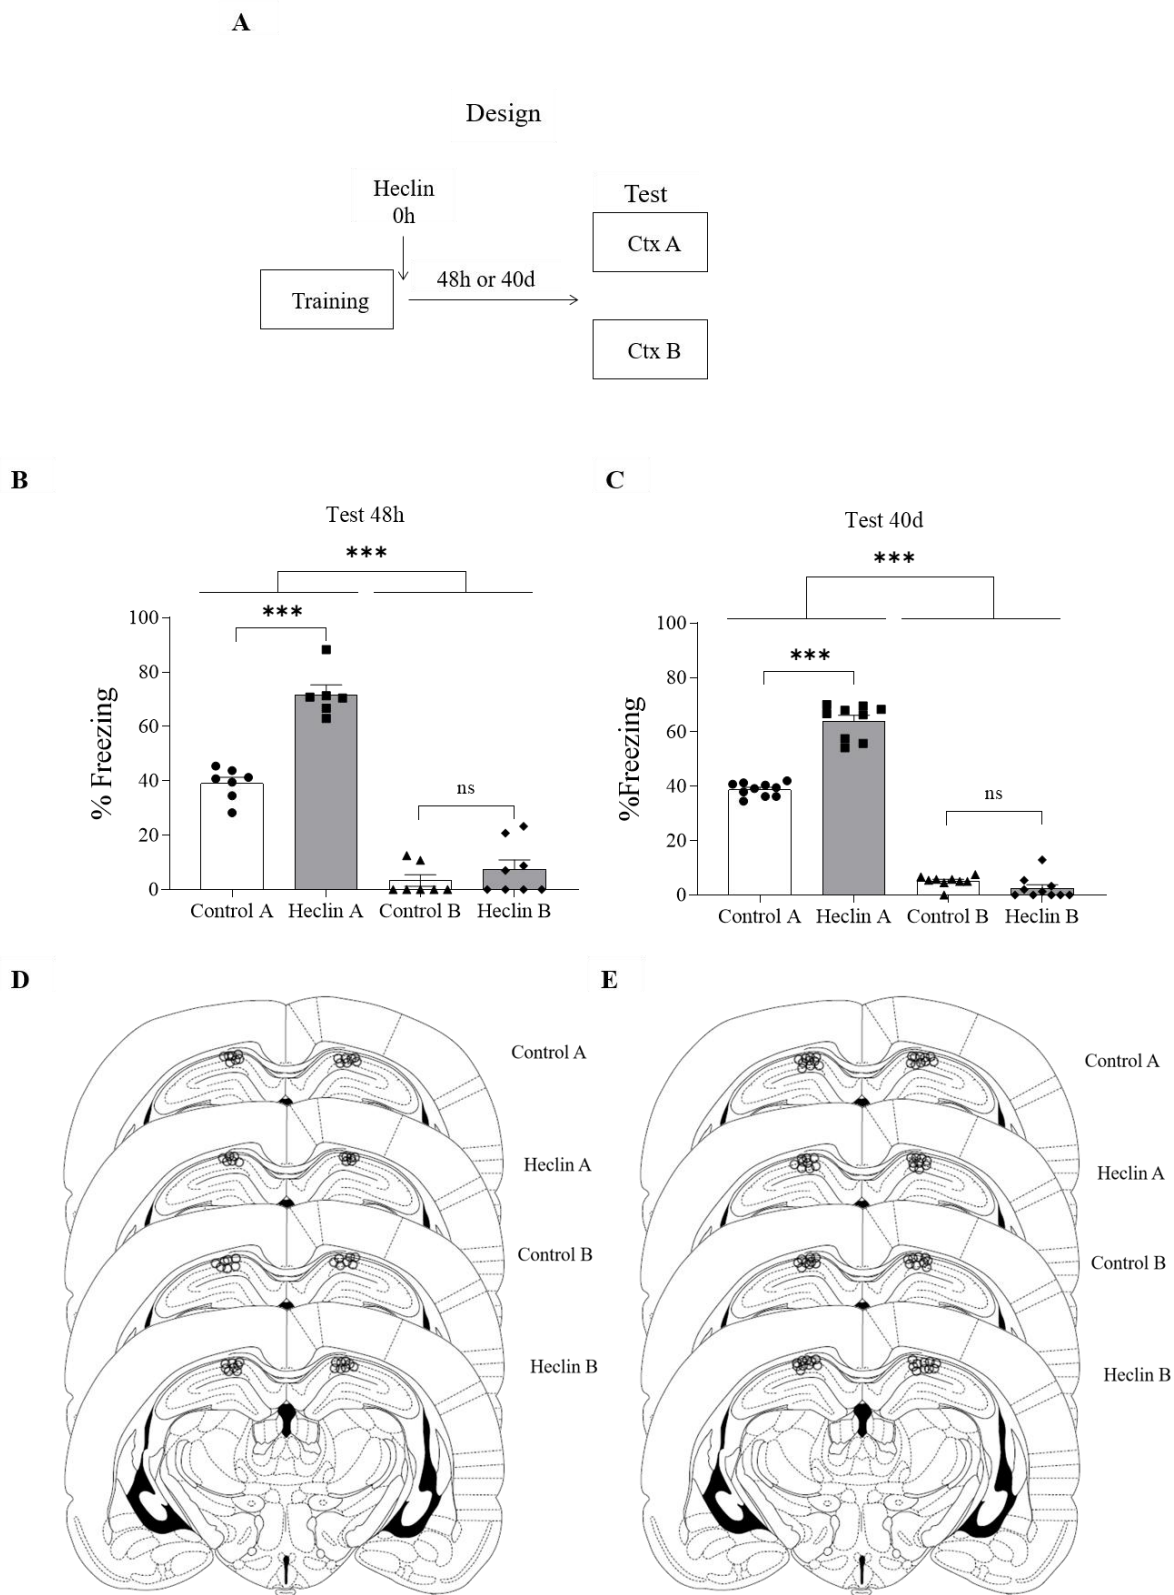 A
Design
Heclin
0h
Test
Ctx A
48h or 40d
Training
Ctx B
B
Test 48h
***
***
100
80
60
40
20
0
% Freezing
ns
Control A
Heclin A
Control B
Heclin B
C
Test 40d
***
***
100
80
60
40
20
0
%Freezing
ns
Control A
Heclin A
Control B
Heclin B
D
Control A
Heclin A
Control B
Heclin B
E
Control A
Heclin A
Control B
Heclin B